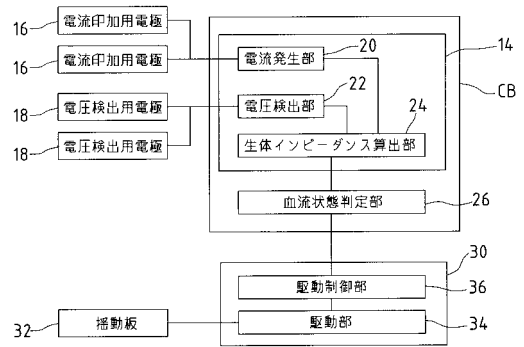 16 電流印加用電極
16 電流印加用電極
18 電圧検出用電極
18 電圧検出用電極
電流発生部 20
14
電圧検出部 22
CB
24
生体インピーダンス算出部
血流状態判定部 26
30
駆動制御部 36
32 揺動板
駆動部 34